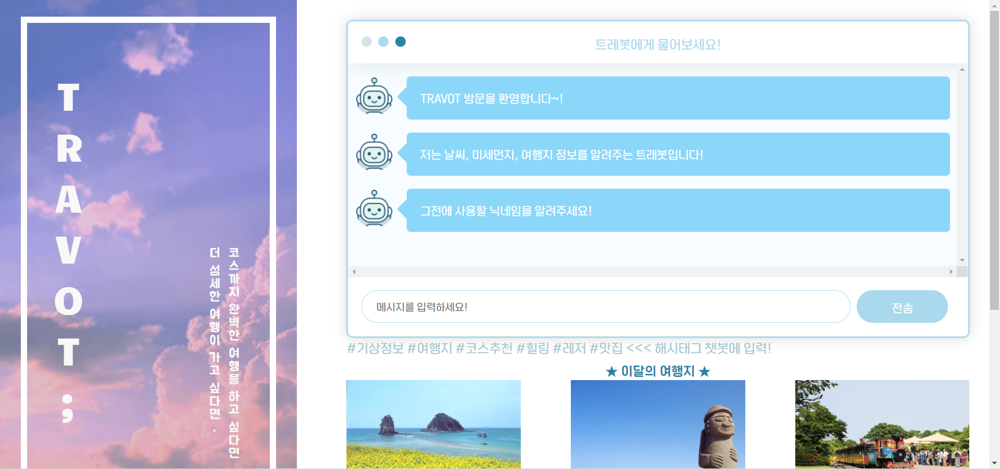 TRAVOT;
코스까지 완벽한 여행을 하고 싶다면
더 섬세한 여행이 가고 싶다면,
트레봇에게 물어보세요!
TRAVOT 방문을 환영합니다~!
저는 날씨, 미세먼지, 여행지 정보를 알려주는 트래봇입니다!
그전에 사용할 닉네임을 알려주세요!
메시지를 입력하세요!
전송
#기상정보 #여행지 #코스추천 #힐링 #레저 #맛집 <<< 해시태그 챗봇에 입력!
★ 이달의 여행지 ★